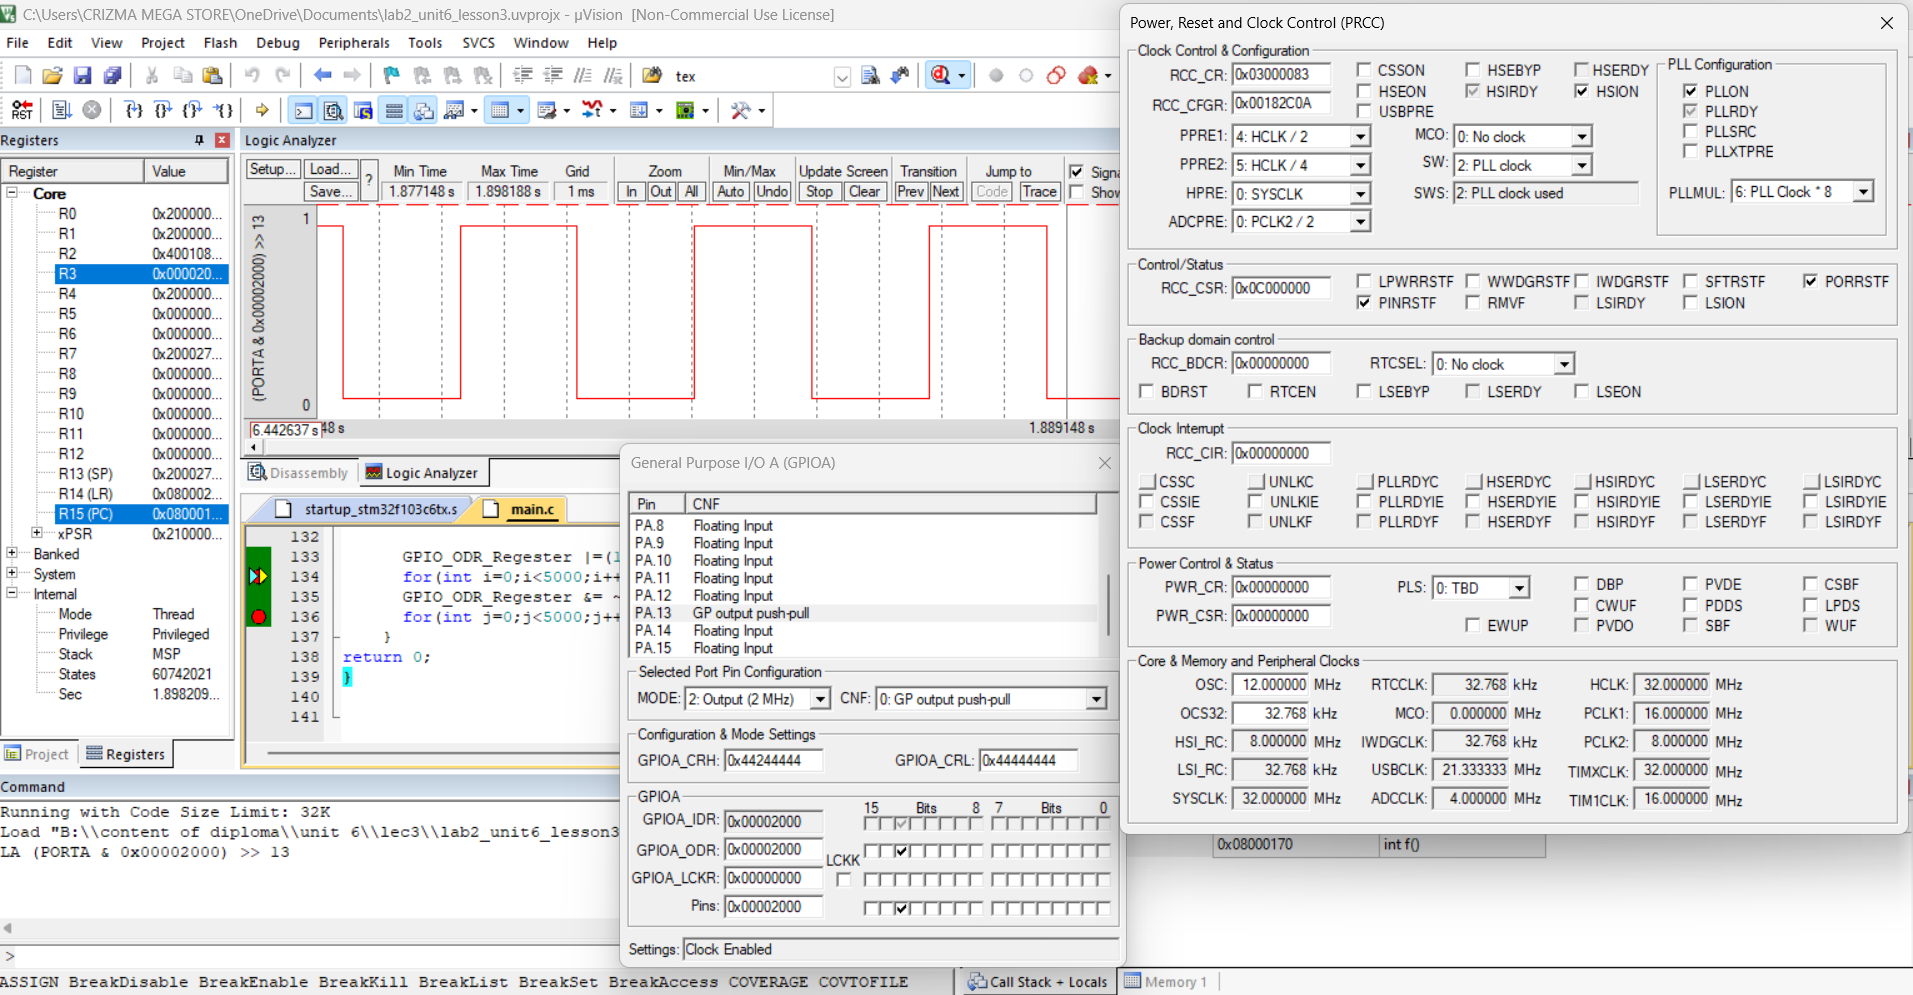 C:\Users\CRIZMA MEGA STORE\OneDrive\Documents\lab2_unit6_lesson3.uvprojx - µVision  [Non-Commercial Use License]
File Edit View Project Flash Debug Peripherals Tools SVCS Window Help
tex
RST
Registers
Register Value
Core
R0 0x200000...
R1 0x200000...
R2 0x400108...
R3 0x000020...
R4 0x200000...
R5 0x000000...
R6 0x000000...
R7 0x200027...
R8 0x000000...
R9 0x000000...
R10 0x000000...
R11 0x000000...
R12 0x000000...
R13 (SP) 0x200027...
R14 (LR) 0x080002...
R15 (PC) 0x080001...
xPSR 0x210000...
Banked
System
Internal
Mode Thread
Privilege Privileged
Stack MSP
States 60742021
Sec 1.898209...
Project Registers
Logic Analyzer
Setup... Load... Min Time Max Time Grid Zoom Min/Max Update Screen Transition Jump to Signa
Save... ? 1.877148 s 1.898188 s 1 ms In Out All Auto Undo Stop Clear Prev Next Code Trace Show
(PORTA & 0x00002000) >> 13
1
0
6.442637 s 48 s 1.889148 s
Disassembly Logic Analyzer
startup_stm32f103c6tx.s main.c
132
133 GPIO_ODR_Regester |=(1
134 for(int i=0;i<5000;i++
135 GPIO_ODR_Regester &= ~
136 for(int j=0;j<5000;j++
137 }
138 return 0;
139 }
140
141
Command
Running with Code Size Limit: 32K
Load "B:\\content of diploma\\unit 6\\lec3\\lab2_unit6_lesson3
LA (PORTA & 0x00002000) >> 13
>
ASSIGN BreakDisable BreakEnable BreakKill BreakList BreakSet BreakAccess COVERAGE COVTOFILE
General Purpose I/O A (GPIOA)
Pin CNF
PA.8 Floating Input
PA.9 Floating Input
PA.10 Floating Input
PA.11 Floating Input
PA.12 Floating Input
PA.13 GP output push-pull
PA.14 Floating Input
PA.15 Floating Input
Selected Port Pin Configuration
MODE: 2: Output (2 MHz) CNF: 0: GP output push-pull
Configuration & Mode Settings
GPIOA_CRH: 0x44244444 GPIOA_CRL: 0x44444444
GPIOA
15 Bits 8 7 Bits 0
GPIOA_IDR: 0x00002000
GPIOA_ODR: 0x00002000
LCKK
GPIOA_LCKR: 0x00000000
Pins: 0x00002000
Settings: Clock Enabled
Power, Reset and Clock Control (PRCC)
Clock Control & Configuration
RCC_CR: 0x03000083 CSSON HSEBYP HSERDY
HSEON HSIRDY HSION
RCC_CFGR: 0x00182C0A USBPRE
PPRE1: 4: HCLK / 2 MCO: 0: No clock
PPRE2: 5: HCLK / 4 SW: 2: PLL clock
HPRE: 0: SYSCLK SWS: 2: PLL clock used
ADCPRE: 0: PCLK2 / 2
PLL Configuration
PLLON
PLLRDY
PLLSRC
PLLXTPRE
PLLMUL: 6: PLL Clock * 8
Control/Status
RCC_CSR: 0x0C000000 LPWRRSTF WWDGRSTF IWDGRSTF SFTRSTF PORRSTF
PINRSTF RMVF LSIRDY LSION
Backup domain control
RCC_BDCR: 0x00000000 RTCSEL: 0: No clock
BDRST RTCEN LSEBYP LSERDY LSEON
Clock Interrupt
RCC_CIR: 0x00000000
CSSC UNLKC PLLRDYC HSERDYC HSIRDYC LSERDYC LSIRDYC
CSSIE UNLKIE PLLRDYIE HSERDYIE HSIRDYIE LSERDYIE LSIRDYIE
CSSF UNLKF PLLRDYF HSERDYF HSIRDYF LSERDYF LSIRDYF
Power Control & Status
PWR_CR: 0x00000000 PLS: 0: TBD DBP PVDE CSBF
CWUF PDDS LPDS
PWR_CSR: 0x00000000 EWUP PVDO SBF WUF
Core & Memory and Peripheral Clocks
OSC: 12.000000 MHz RTCCLK: 32.768 kHz HCLK: 32.000000 MHz
OCS32: 32.768 kHz MCO: 0.000000 MHz PCLK1: 16.000000 MHz
HSI_RC: 8.000000 MHz IWDGCLK: 32.768 kHz PCLK2: 8.000000 MHz
LSI_RC: 32.768 kHz USBCLK: 21.333333 MHz TIMXCLK: 32.000000 MHz
SYSCLK: 32.000000 MHz ADCCLK: 4.000000 MHz TIM1CLK: 16.000000 MHz
0x08000170 int f()
Call Stack + Locals Memory 1